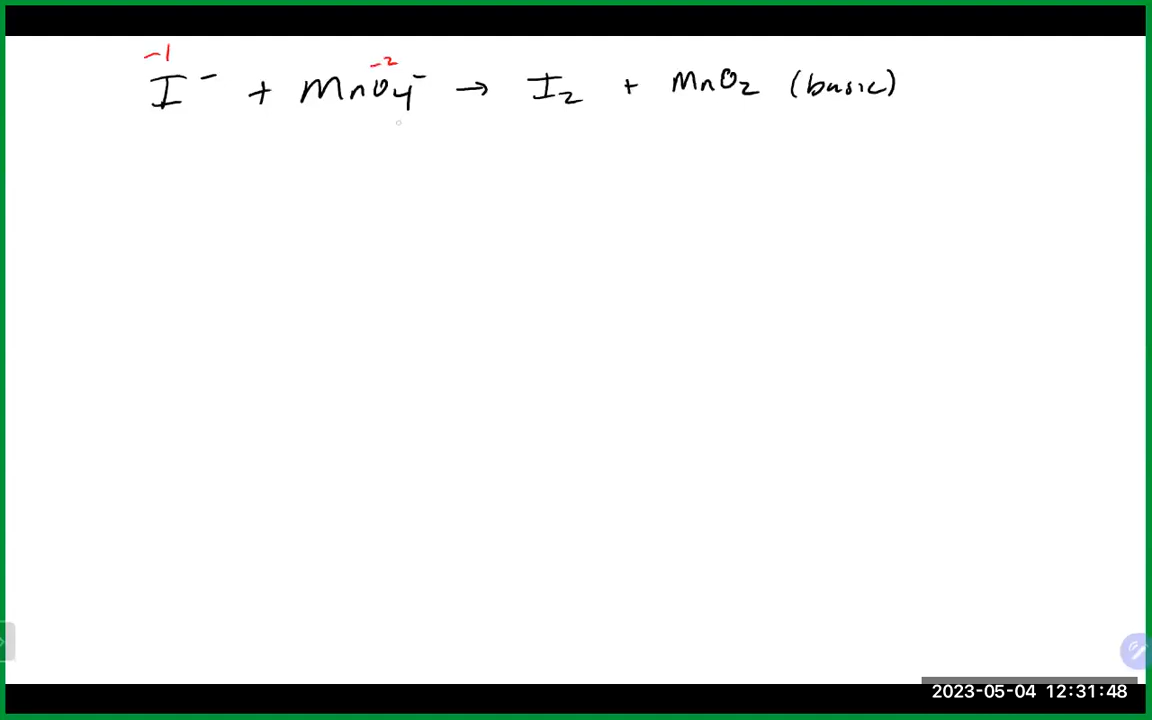 -1 -2
I⁻ + MnO₄⁻ → I₂ + MnO₂ (basic)
2023-05-04 12:31:48